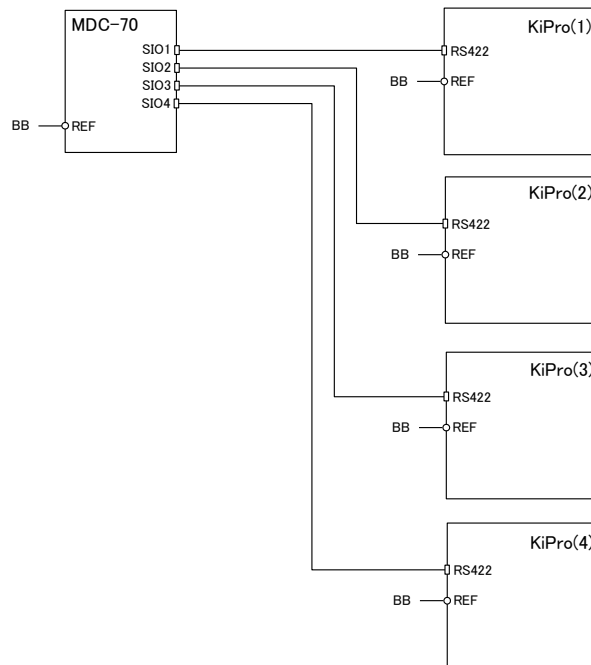 MDC-70
SIO1
SIO2
SIO3
SIO4
BB
REF
KiPro(1)
RS422
BB
REF
KiPro(2)
RS422
BB
REF
KiPro(3)
RS422
BB
REF
KiPro(4)
RS422
BB
REF